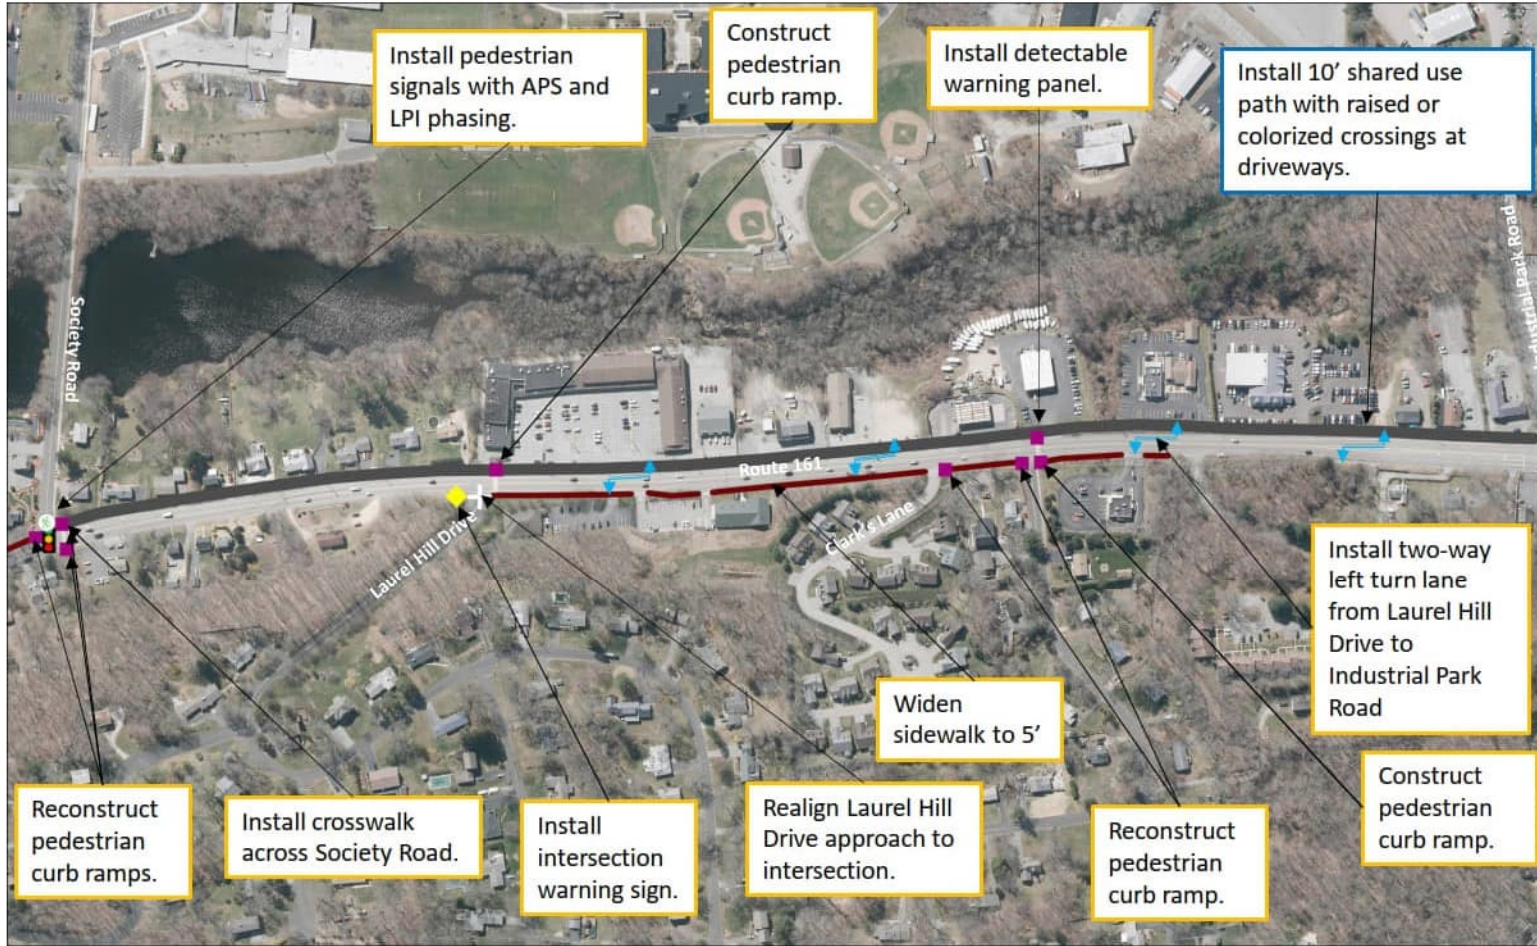 Install pedestrian
signals with APS and
LPI phasing.
Construct
pedestrian
curb ramp.
Install detectable
warning panel.
Install 10’ shared use
path with raised or
colorized crossings at
driveways.
Society Road
Industrial Park Road
Route 161
Laurel Hill Drive
Clark's Lane
Install two-way
left turn lane
from Laurel Hill
Drive to
Industrial Park
Road
Widen
sidewalk to 5’
Reconstruct
pedestrian
curb ramps.
Install crosswalk
across Society Road.
Install
intersection
warning sign.
Realign Laurel Hill
Drive approach to
intersection.
Reconstruct
pedestrian
curb ramp.
Construct
pedestrian
curb ramp.